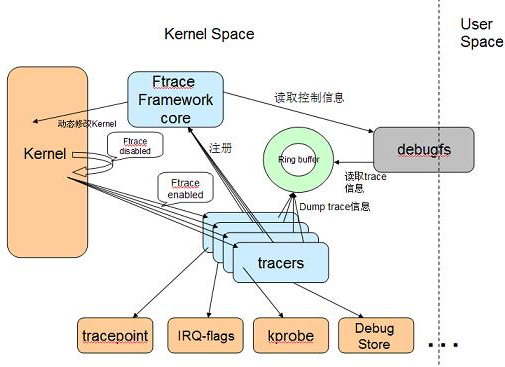 Kernel Space
User
Space
Ftrace
Framework
core
读取控制信息
动态修改Kernel
Ftrace
disabled
注册
Kernel
Ring buffer
debugfs
读取trace
信息
Ftrace
enabled
Dump trace信息
tracers
tracepoint
IRQ-flags
kprobe
Debug
Store
...